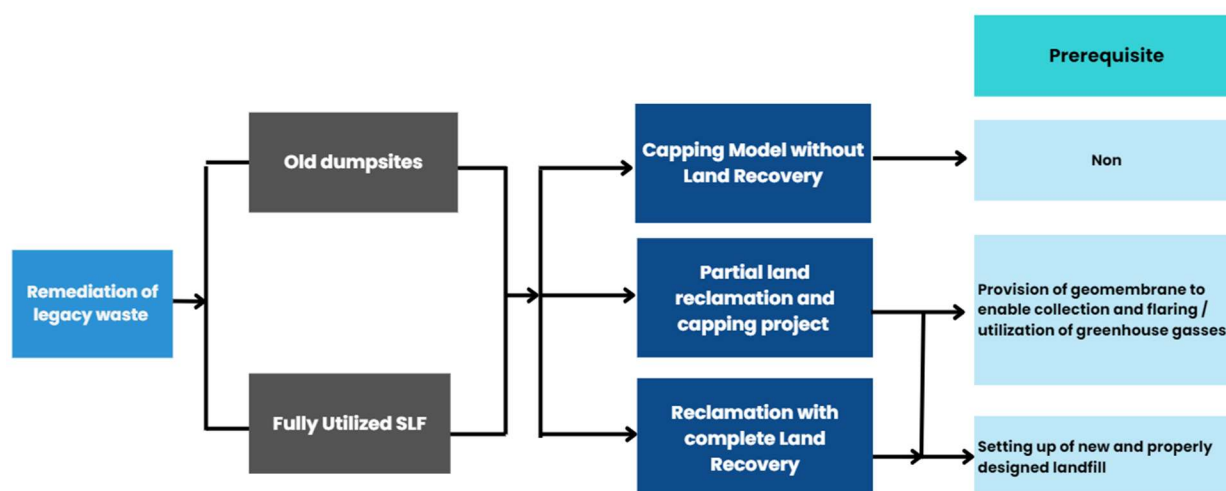 Prerequisite
Old dumpsites
Capping Model without
Land Recovery
Non
Remediation of
legacy waste
Partial land
reclamation and
capping project
Provision of geomembrane to
enable collection and flaring /
utilization of greenhouse gasses
Fully Utilized SLF
Reclamation with
complete Land
Recovery
Setting up of new and properly
designed landfill